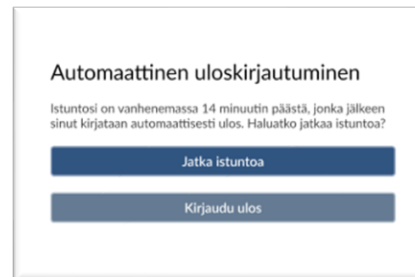 Automaattinen uloskirjautuminen
Istuntosi on vanhenemassa 14 minuutin päästä, jonka jälkeen
sinut kirjataan automaattisesti ulos. Haluatko jatkaa istuntoa?
Jatka istuntoa
Kirjaudu ulos